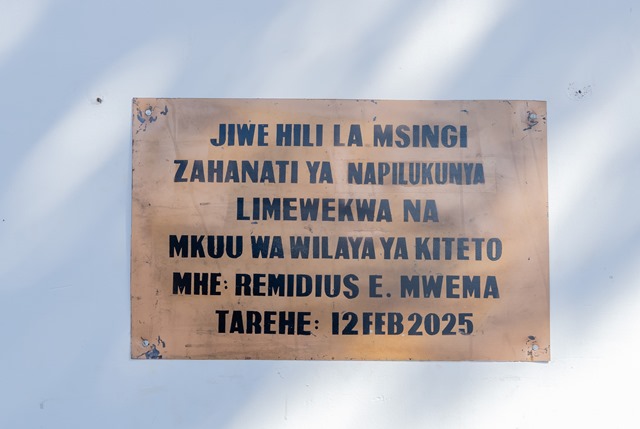 JIWE HILI LA MSINGI
ZAHANATI YA NAPILUKUNYA
LIMEWEKWA NA
MKUU WA WILAYA YA KITETO
MHE: REMIDIUS E. MWEMA
TAREHE: 12 FEB 2025